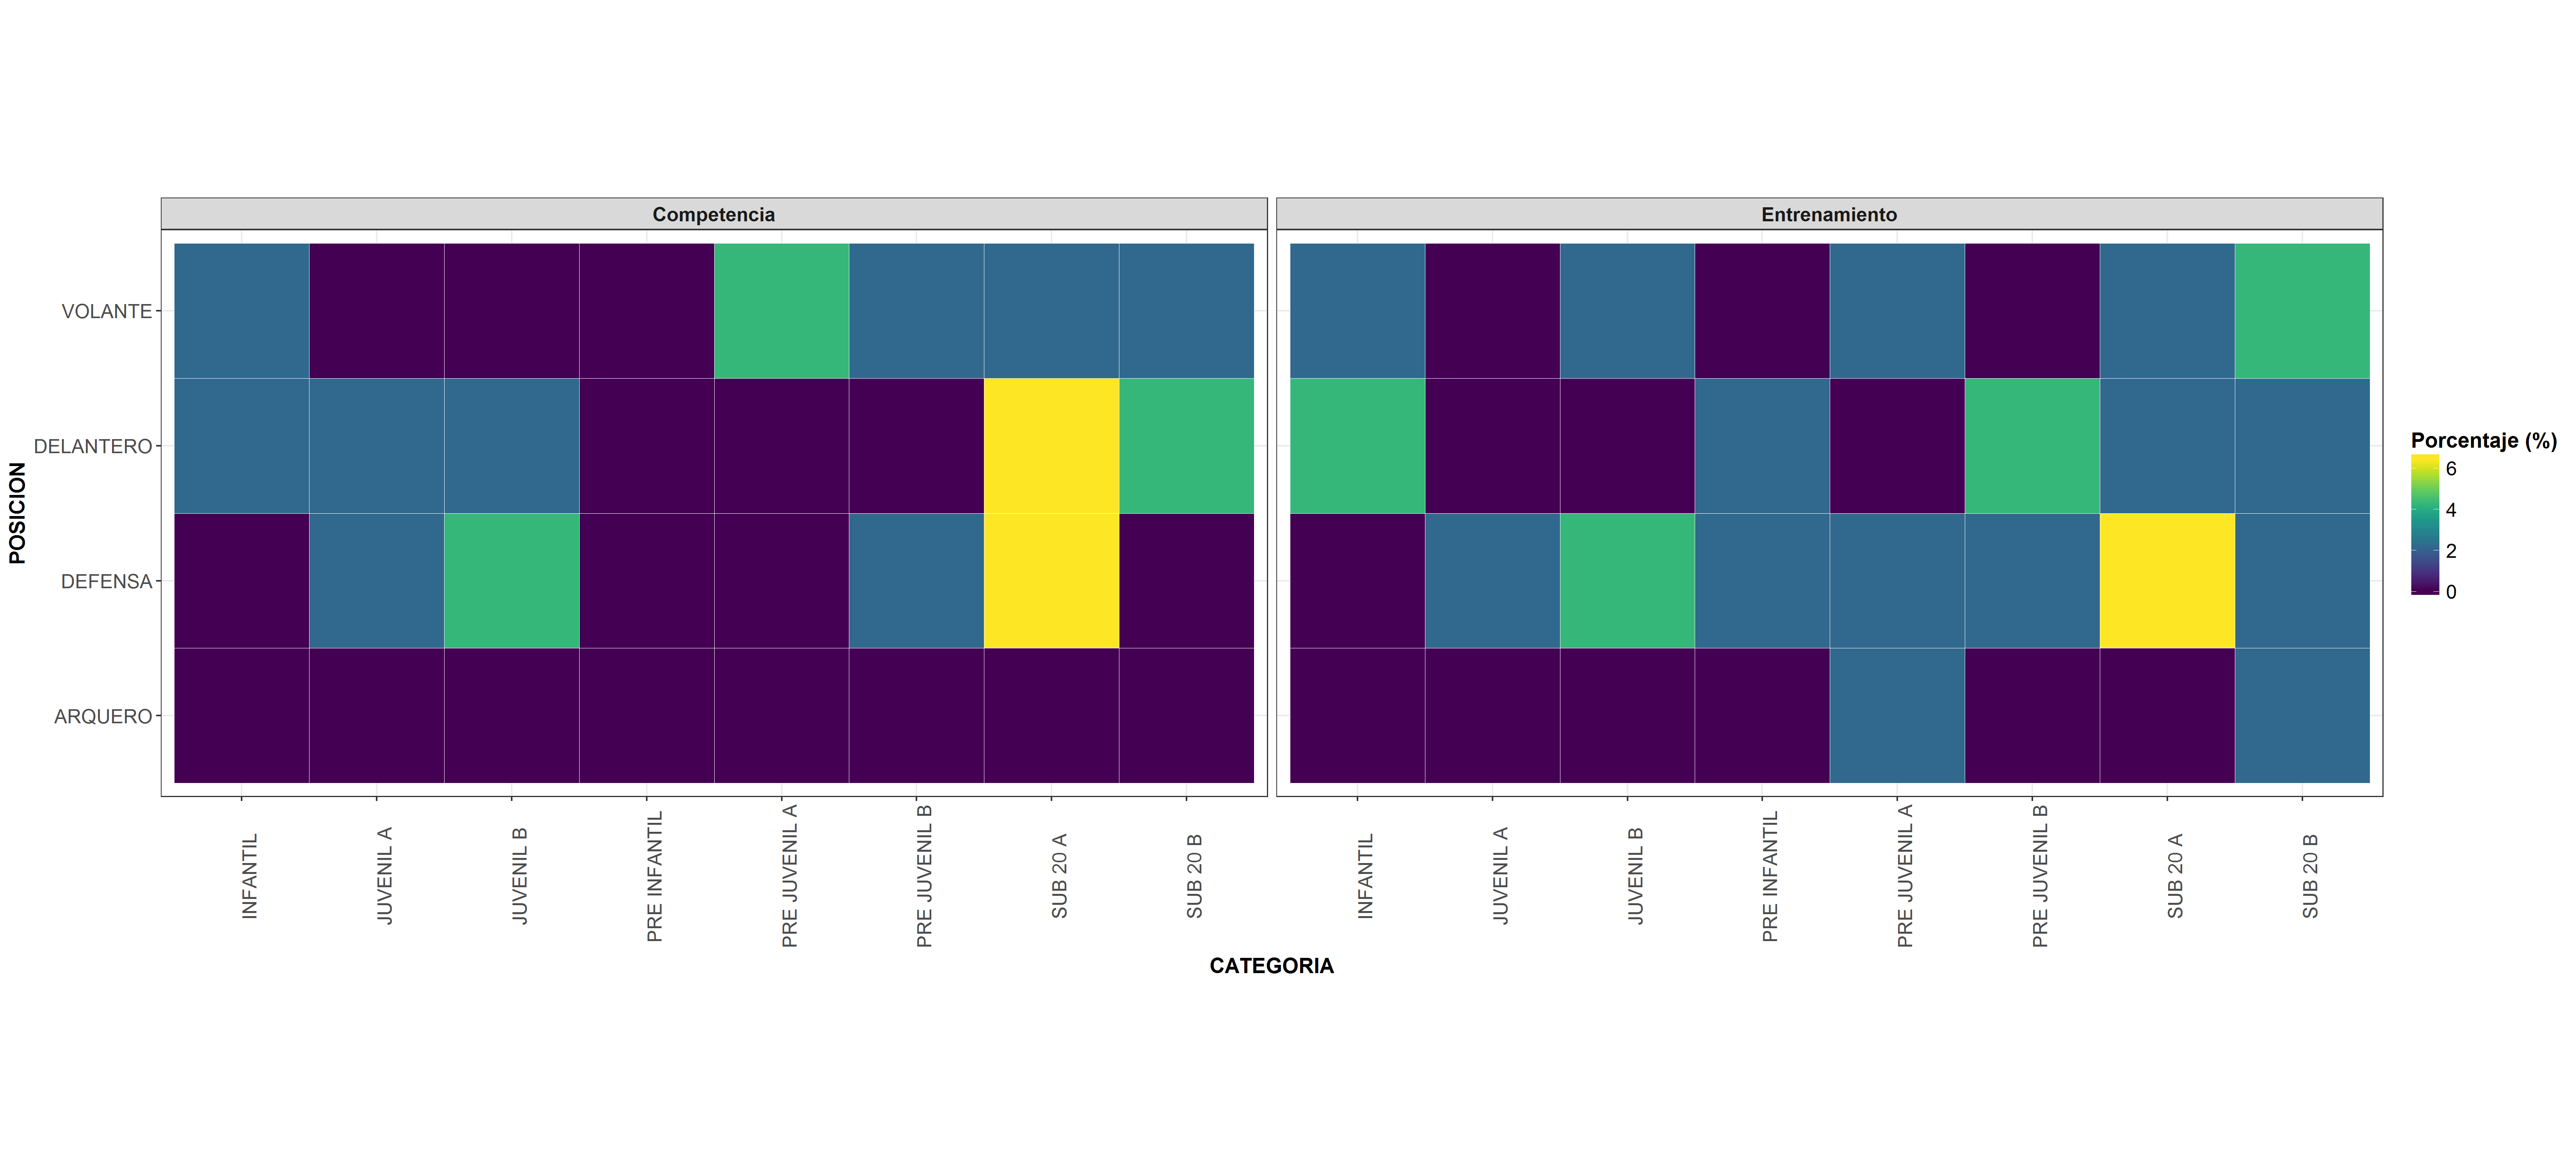 Competencia
Entrenamiento
POSICION
VOLANTE
DELANTERO
DEFENSA
ARQUERO
INFANTIL
JUVENIL A
JUVENIL B
PRE INFANTIL
PRE JUVENIL A
PRE JUVENIL B
SUB 20 A
SUB 20 B
INFANTIL
JUVENIL A
JUVENIL B
PRE INFANTIL
PRE JUVENIL A
PRE JUVENIL B
SUB 20 A
SUB 20 B
CATEGORIA
Porcentaje (%)
6
4
2
0